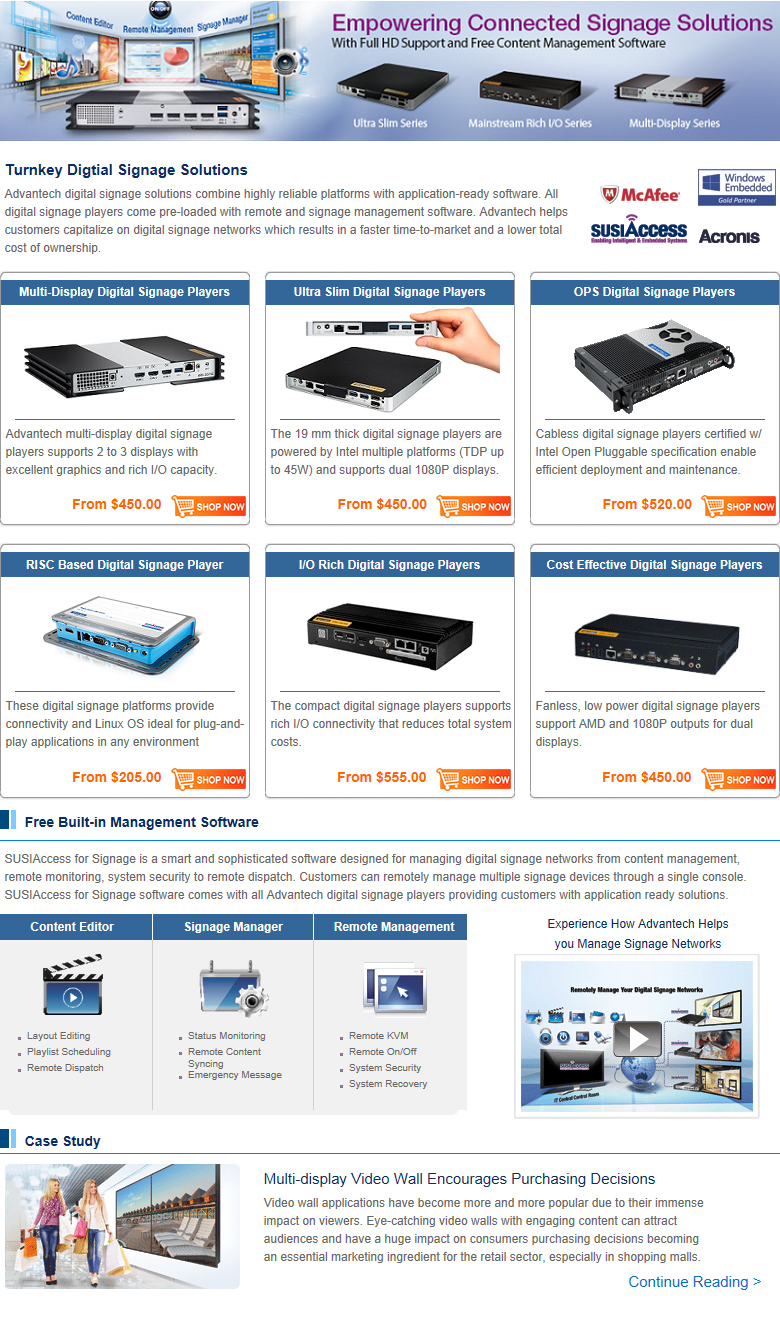 Content Editor
ON/OFF
Remote Management
Signage Manager
Empowering Connected Signage Solutions
With Full HD Support and Free Content Management Software
Ultra Slim Series
Mainstream Rich I/O Series
Multi-Display Series
Turnkey Digtial Signage Solutions
Advantech digital signage solutions combine highly reliable platforms with application-ready software. All
digital signage players come pre-loaded with remote and signage management software. Advantech helps
customers capitalize on digital signage networks which results in a faster time-to-market and a lower total
cost of ownership.
McAfee
Windows
Embedded
Gold Partner
SUSIAccess
Enabling Intelligent & Embedded Systems
Acronis
Multi-Display Digital Signage Players
Advantech multi-display digital signage
players supports 2 to 3 displays with
excellent graphics and rich I/O capacity.
From $450.00
SHOP NOW
Ultra Slim Digital Signage Players
The 19 mm thick digital signage players are
powered by Intel multiple platforms (TDP up
to 45W) and supports dual 1080P displays.
From $450.00
SHOP NOW
OPS Digital Signage Players
Cabless digital signage players certified w/
Intel Open Pluggable specification enable
efficient deployment and maintenance.
From $520.00
SHOP NOW
RISC Based Digital Signage Player
These digital signage platforms provide
connectivity and Linux OS ideal for plug-and-
play applications in any environment
From $205.00
SHOP NOW
I/O Rich Digital Signage Players
The compact digital signage players supports
rich I/O connectivity that reduces total system
costs.
From $555.00
SHOP NOW
Cost Effective Digital Signage Players
Fanless, low power digital signage players
support AMD and 1080P outputs for dual
displays.
From $450.00
SHOP NOW
Free Built-in Management Software
SUSIAccess for Signage is a smart and sophisticated software designed for managing digital signage networks from content management,
remote monitoring, system security to remote dispatch. Customers can remotely manage multiple signage devices through a single console.
SUSIAccess for Signage software comes with all Advantech digital signage players providing customers with application ready solutions.
Content Editor
Layout Editing
Playlist Scheduling
Remote Dispatch
Signage Manager
Status Monitoring
Remote Content
Syncing
Emergency Message
Remote Management
Remote KVM
Remote On/Off
System Security
System Recovery
Experience How Advantech Helps
you Manage Signage Networks
Remotely Manage Your Digital Signage Networks
SUSIAccess
IT Control Control Room
Case Study
Multi-display Video Wall Encourages Purchasing Decisions
Video wall applications have become more and more popular due to their immense
impact on viewers. Eye-catching video walls with engaging content can attract
audiences and have a huge impact on consumers purchasing decisions becoming
an essential marketing ingredient for the retail sector, especially in shopping malls.
Continue Reading >